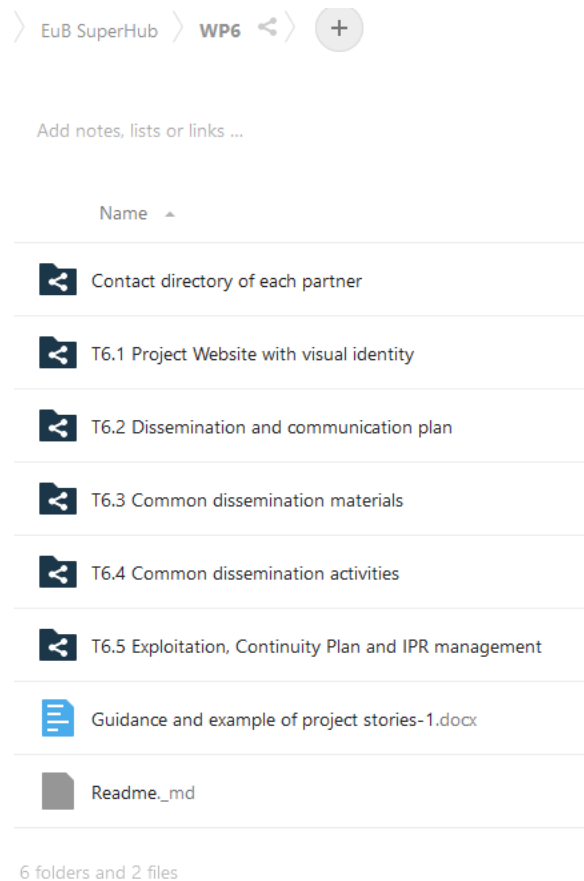 EuB SuperHub WP6 +
Add notes, lists or links ...
Name
Contact directory of each partner
T6.1 Project Website with visual identity
T6.2 Dissemination and communication plan
T6.3 Common dissemination materials
T6.4 Common dissemination activities
T6.5 Exploitation, Continuity Plan and IPR management
Guidance and example of project stories-1.docx
Readme._md
6 folders and 2 files